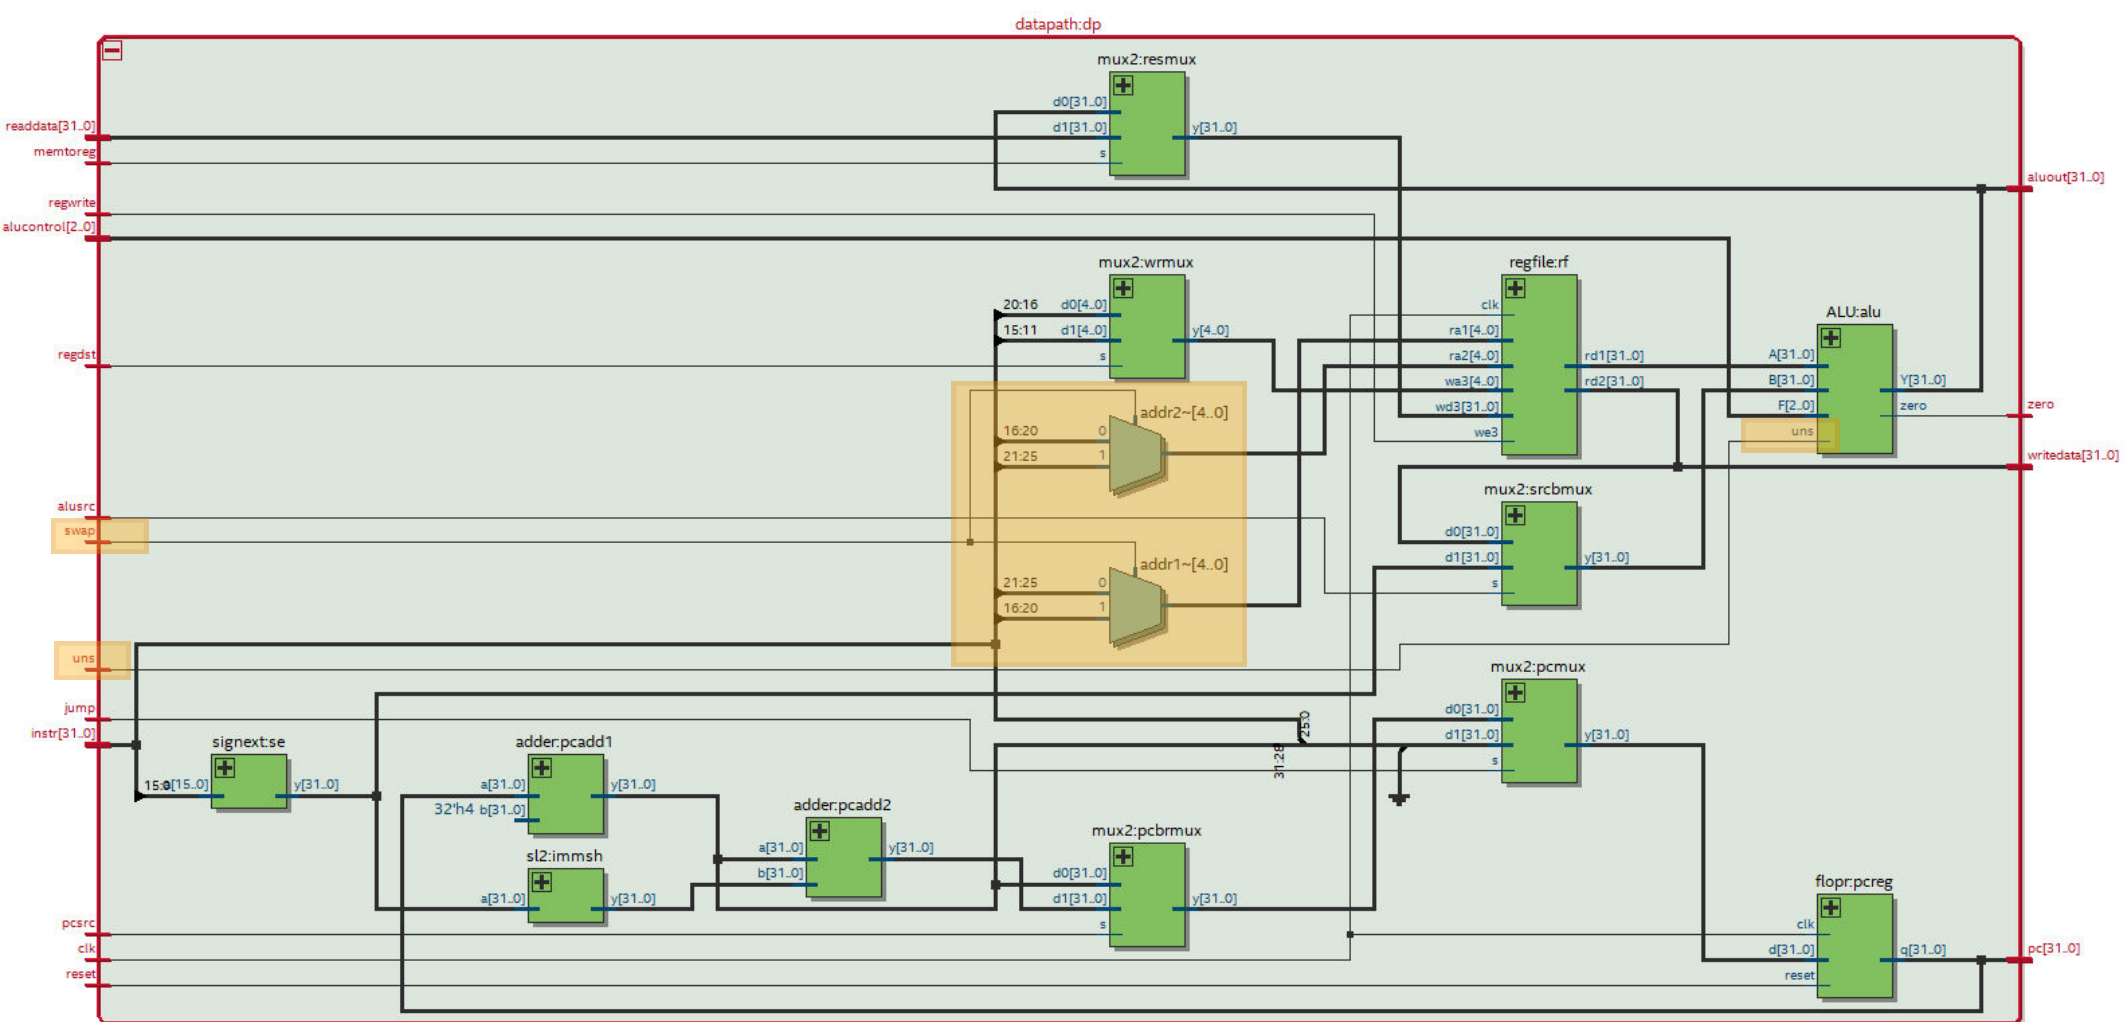 datapath:dp
mux2:resmux
d0[31..0]
readdata[31..0]
d1[31..0]
y[31..0]
memtoreg
s
aluout[31..0]
regwrite
alucontrol[2..0]
mux2:wrmux
regfile:rf
20:16
d0[4..0]
clk
ALU:alu
15:11
d1[4..0]
y[4..0]
ra1[4..0]
regdst
s
ra2[4..0]
rd1[31..0]
A[31..0]
wa3[4..0]
rd2[31..0]
B[31..0]
Y[31..0]
addr2~[4..0]
wd3[31..0]
F[2..0]
zero
zero
16:20
0
we3
uns
21:25
1
writedata[31..0]
mux2:srcbmux
alusrc
swap
d0[31..0]
addr1~[4..0]
d1[31..0]
y[31..0]
21:25
0
s
16:20
1
uns
mux2:pcmux
jump
d0[31..0]
25:0
instr[31..0]
signext:se
adder:pcadd1
d1[31..0]
y[31..0]
31:28
s
15:0
a[15..0]
y[31..0]
a[31..0]
y[31..0]
32'h4
b[31..0]
adder:pcadd2
mux2:pcbrmux
sl2:immsh
a[31..0]
y[31..0]
b[31..0]
d0[31..0]
flopr:pcreg
a[31..0]
y[31..0]
d1[31..0]
y[31..0]
pcsrc
s
clk
clk
d[31..0]
q[31..0]
pc[31..0]
reset
reset